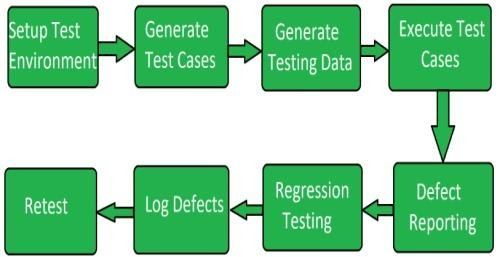 Setup Test
Environment
Generate
Test Cases
Generate
Testing Data
Execute Test
Cases
Defect
Reporting
Regression
Testing
Log Defects
Retest